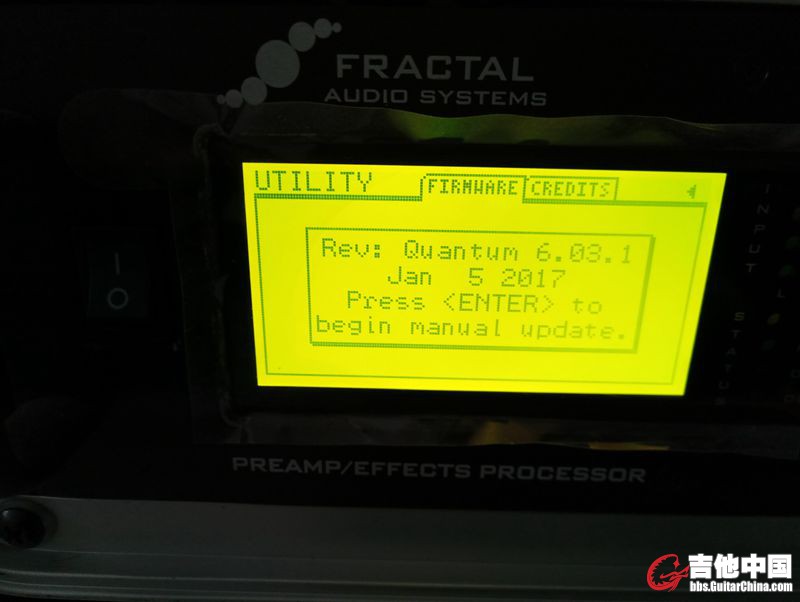 FRACTAL
AUDIO SYSTEMS
UTILITY
FIRMWARE
CREDITS
Rev: Quantum 6.03.1
Jan 5 2017
Press <ENTER> to
begin manual update.
INPUT
STATUS
PREAMP/EFFECTS PROCESSOR
吉他中国
bbs.GuitarChina.com